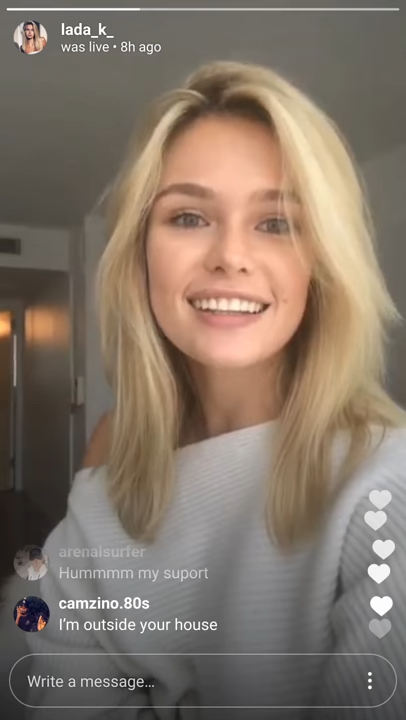 lada_k_
was live • 8h ago
arenalsurfer
Hummmm my suport
camzino.80s
I'm outside your house
Write a message...